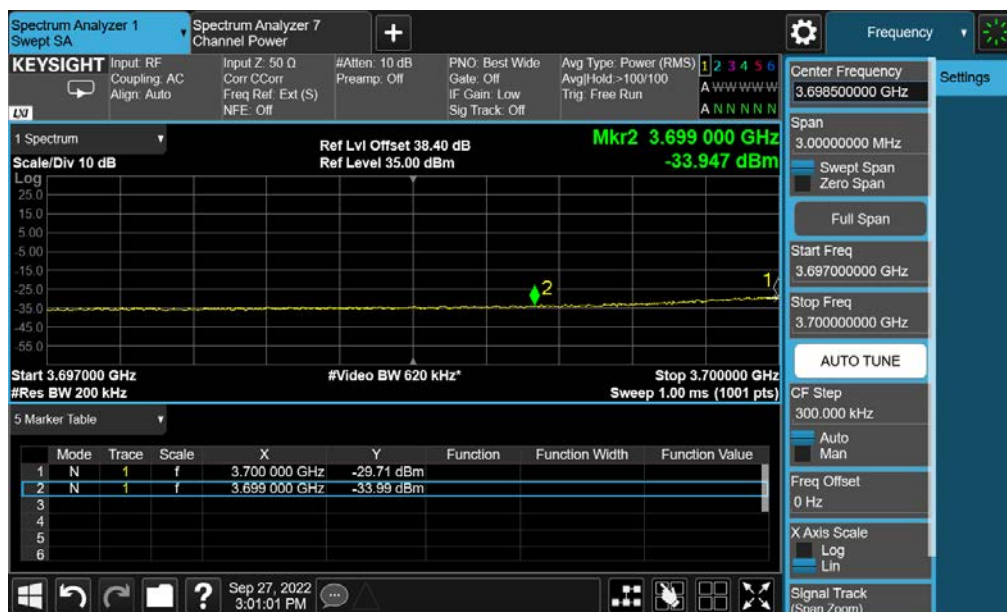 Spectrum Analyzer 1
Swept SA
Spectrum Analyzer 7
Channel Power
+
Frequency
KEYSIGHT
LXI
Input: RF
Coupling: AC
Align: Auto
Input Z: 50 Ω
Corr CCorr
Freq Ref: Ext (S)
NFE: Off
#Atten: 10 dB
Preamp: Off
PNO: Best Wide
Gate: Off
IF Gain: Low
Sig Track: Off
Avg Type: Power (RMS)
Avg|Hold:>100/100
Trig: Free Run
1 2 3 4 5 6
A W W W W W
A N N N N N
1 Spectrum
Scale/Div 10 dB
Ref Lvl Offset 38.40 dB
Ref Level 35.00 dBm
Mkr2 3.699 000 GHz
-33.947 dBm
Log
25.0
15.0
5.00
-5.00
-15.0
-25.0
-35.0
-45.0
-55.0
2
1
Start 3.697000 GHz
#Res BW 200 kHz
#Video BW 620 kHz*
Stop 3.700000 GHz
Sweep 1.00 ms (1001 pts)
5 Marker Table
Mode Trace Scale X Y Function Function Width Function Value
1 N 1 f 3.700 000 GHz -29.71 dBm
2 N 1 f 3.699 000 GHz -33.99 dBm
3
4
5
6
?
Sep 27, 2022
3:01:01 PM
Center Frequency
3.698500000 GHz
Span
3.00000000 MHz
Swept Span
Zero Span
Full Span
Start Freq
3.697000000 GHz
Stop Freq
3.700000000 GHz
AUTO TUNE
CF Step
300.000 kHz
Auto
Man
Freq Offset
0 Hz
X Axis Scale
Log
Lin
Signal Track
(Span Zoom)
Settings